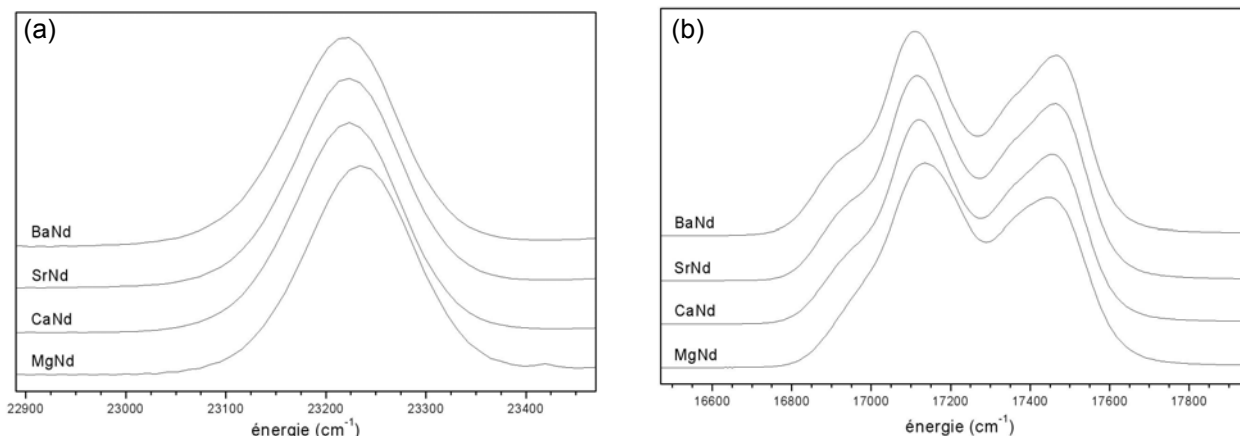 (a)
BaNd
SrNd
CaNd
MgNd
22900 23000 23100 23200 23300 23400
énergie (cm-1)
(b)
BaNd
SrNd
CaNd
MgNd
16600 16800 17000 17200 17400 17600 17800
énergie (cm-1)